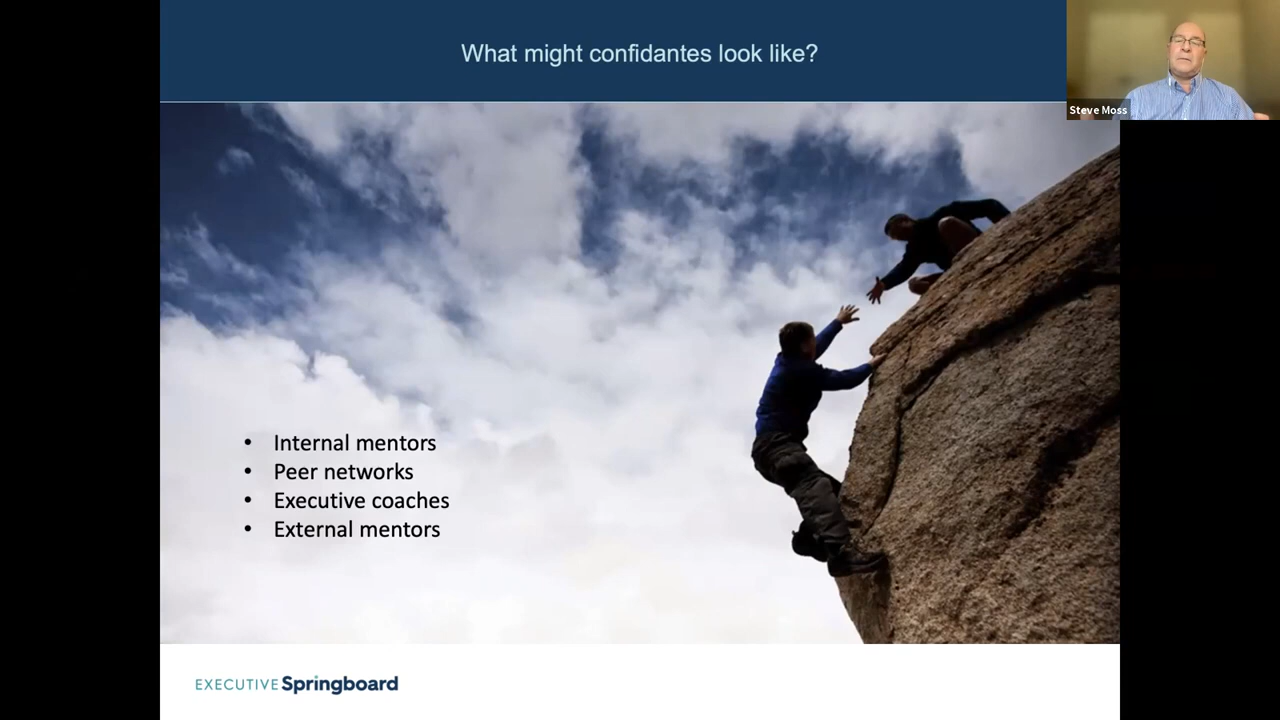 What might confidantes look like?
Steve Moss
• Internal mentors
• Peer networks
• Executive coaches
• External mentors
EXECUTIVE Springboard